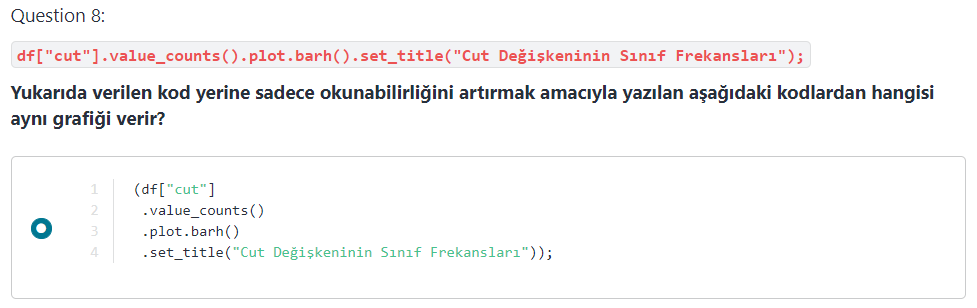 Question 8:
df["cut"].value_counts().plot.barh().set_title("Cut Değişkeninin Sınıf Frekansları");
Yukarıda verilen kod yerine sadece okunabilirliğini artırmak amacıyla yazılan aşağıdaki kodlardan hangisi
aynı grafiği verir?
1 (df["cut"]
2 .value_counts()
3 .plot.barh()
4 .set_title("Cut Değişkeninin Sınıf Frekansları"));